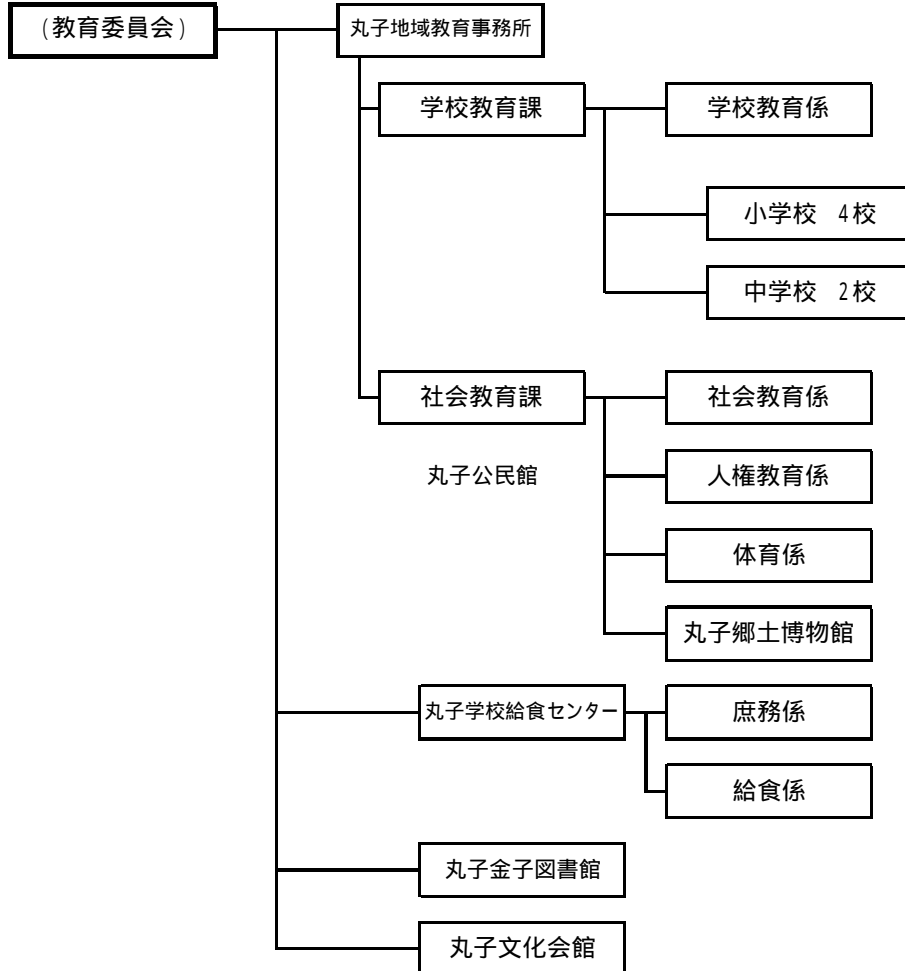 （教育委員会）
丸子地域教育事務所
学校教育課
学校教育係
小学校　4校
中学校　2校
社会教育課
社会教育係
丸子公民館
人権教育係
体育係
丸子郷土博物館
丸子学校給食センター
庶務係
給食係
丸子金子図書館
丸子文化会館